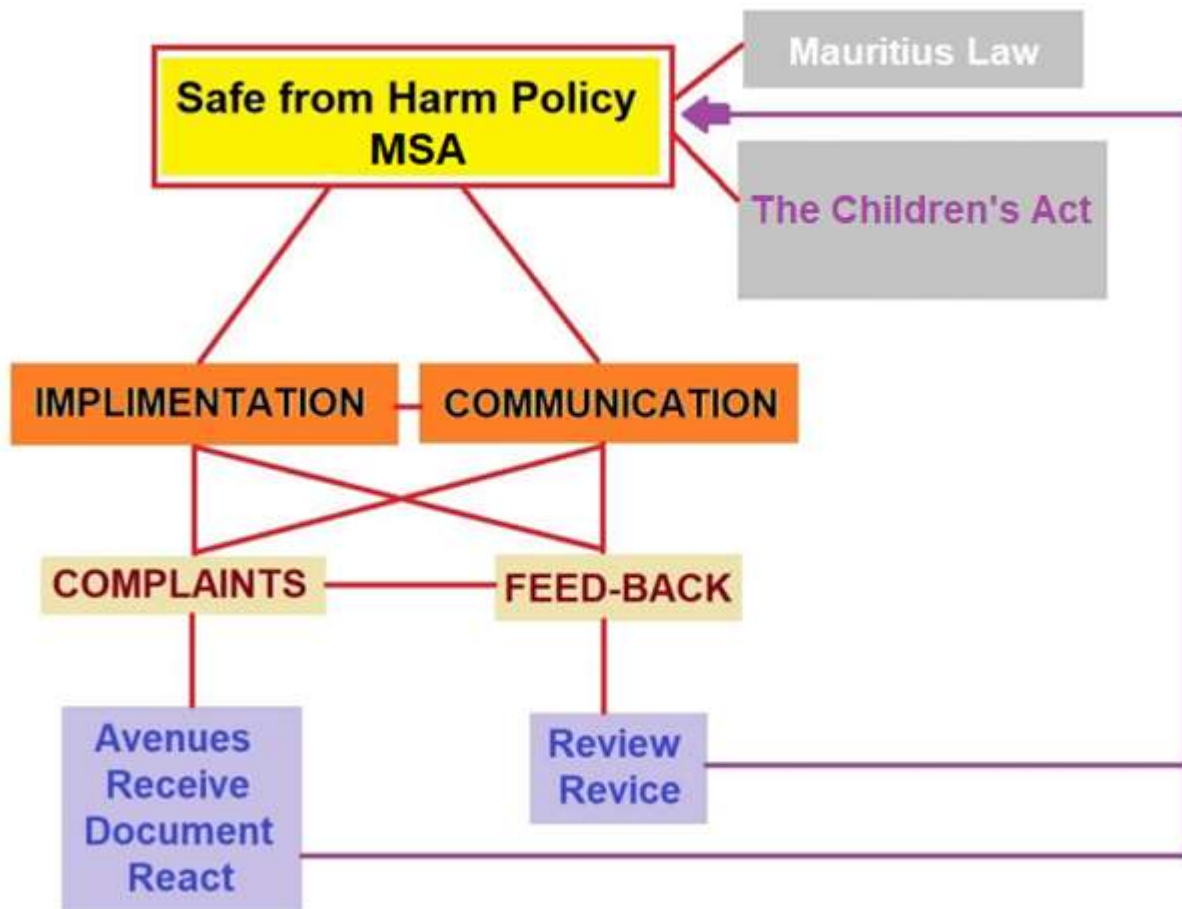 Mauritius Law
Safe from Harm Policy
MSA
The Children's Act
IMPLIMENTATION
COMMUNICATION
COMPLAINTS
FEED-BACK
Avenues
Receive
Document
React
Review
Revice